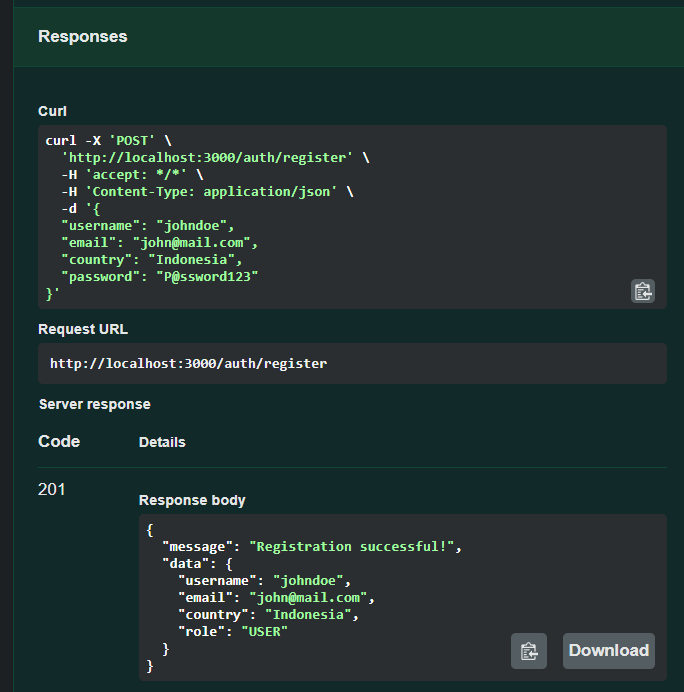 Responses
Curl
curl -X 'POST' \
  'http://localhost:3000/auth/register' \
  -H 'accept: */*' \
  -H 'Content-Type: application/json' \
  -d '{
  "username": "johndoe",
  "email": "john@mail.com",
  "country": "Indonesia",
  "password": "P@ssword123"
}'
Request URL
http://localhost:3000/auth/register
Server response
Code Details
201
Response body
{
  "message": "Registration successful!",
  "data": {
    "username": "johndoe",
    "email": "john@mail.com",
    "country": "Indonesia",
    "role": "USER"
  }
}
Download